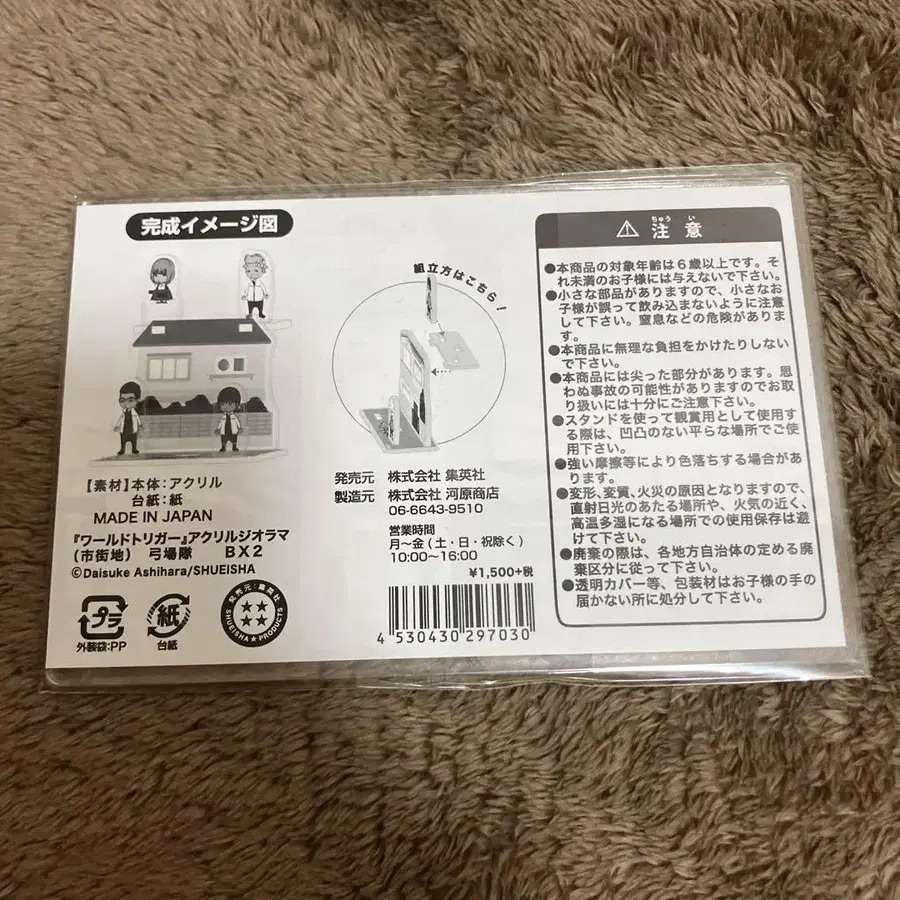 完成イメージ図
組立方はこちら!
【素材】本体:アクリル
台紙:紙
MADE IN JAPAN
『ワールドトリガー』アクリルジオラマ
(市街地) 弓場隊 BX2
©Daisuke Ashihara/SHUEISHA
プラ
外装袋:PP
紙
台紙
発売元:集英社
SHUEISHA★PRODUCTS
発売元 株式会社 集英社
製造元 株式会社 河原商店
06-6643-9510
営業時間
月〜金(土・日・祝除く)
10:00〜16:00
¥1,500+税
4 530430 297030
ちゅう い
⚠ 注 意
●本商品の対象年齢は6歳以上です。そ
れ未満のお子様には与えないで下さい。
●小さな部品がありますので、小さなお
子様が誤って飲み込まないように注意
して下さい。窒息などの危険がありま
す。
●本商品に無理な負担をかけたりしない
で下さい。
●本商品には尖った部分があります。思
わぬ事故の可能性がありますのでお取
り扱いには十分にご注意下さい。
●スタンドを使って観賞用として使用す
る際は、凹凸のない平らな場所でご使
用下さい。
●強い摩擦等により色落ちする場合があ
ります。
●変形、変質、火災の原因となりますので、
直射日光のあたる場所や、火気の近く、
高温多湿になる場所での使用保存は避
けて下さい。
●廃棄の際は、各地方自治体の定める廃
棄区分に従って下さい。
●透明カバー等、包装材はお子様の手の
届かない所に処分して下さい。